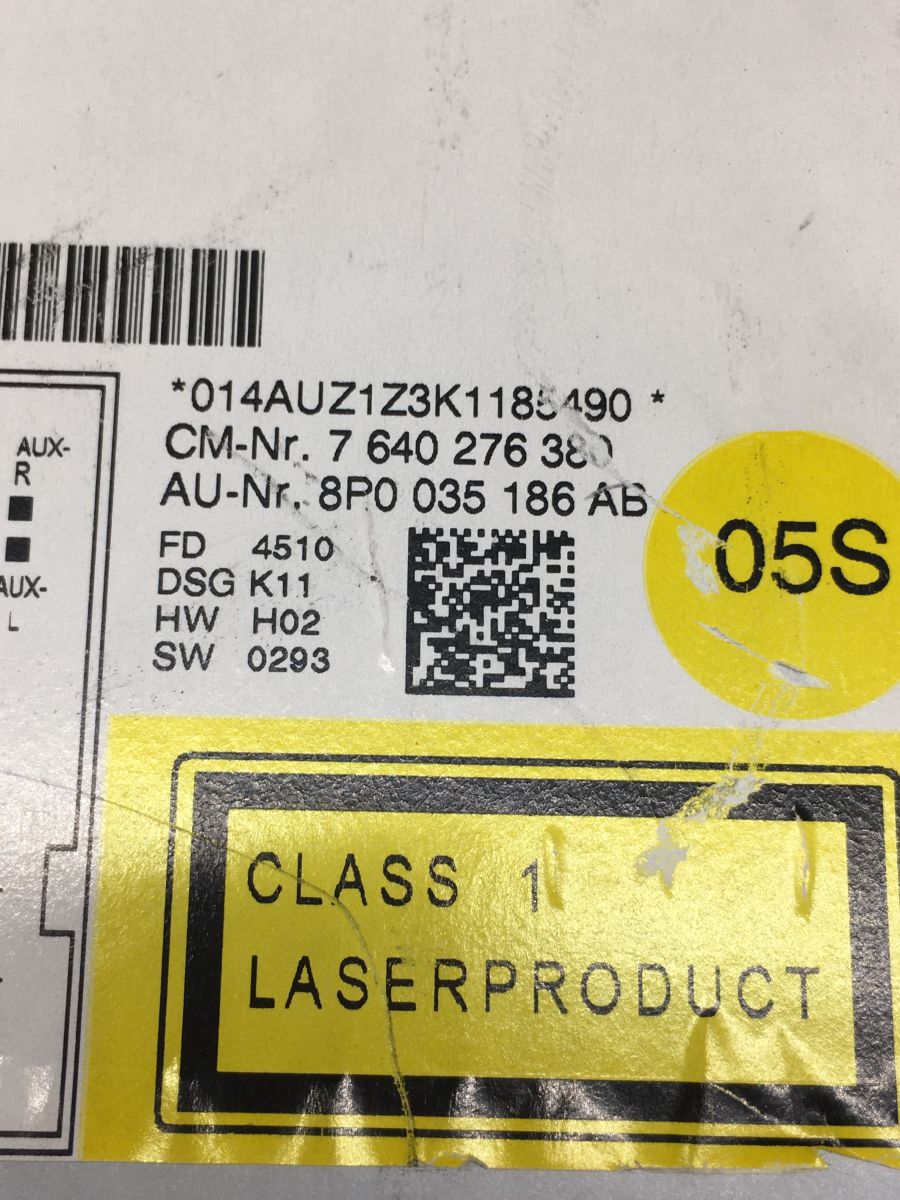 *014AUZ1Z3K1185490 *
CM-Nr. 7 640 276 380
AU-Nr. 8P0 035 186 AB
AUX-
R
AUX-
L
FD 4510
DSG K11
HW H02
SW 0293
05S
CLASS 1
LASERPRODUCT